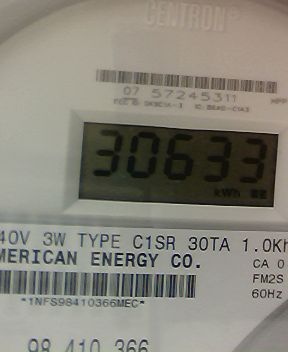 CENTRON®
07 57245311
30633
kWh
40V 3W TYPE C1SR 30TA 1.0Kh
MERICAN ENERGY CO.
CA 0
FM2S
*1NFS98410366MEC*
60Hz
98 410 366